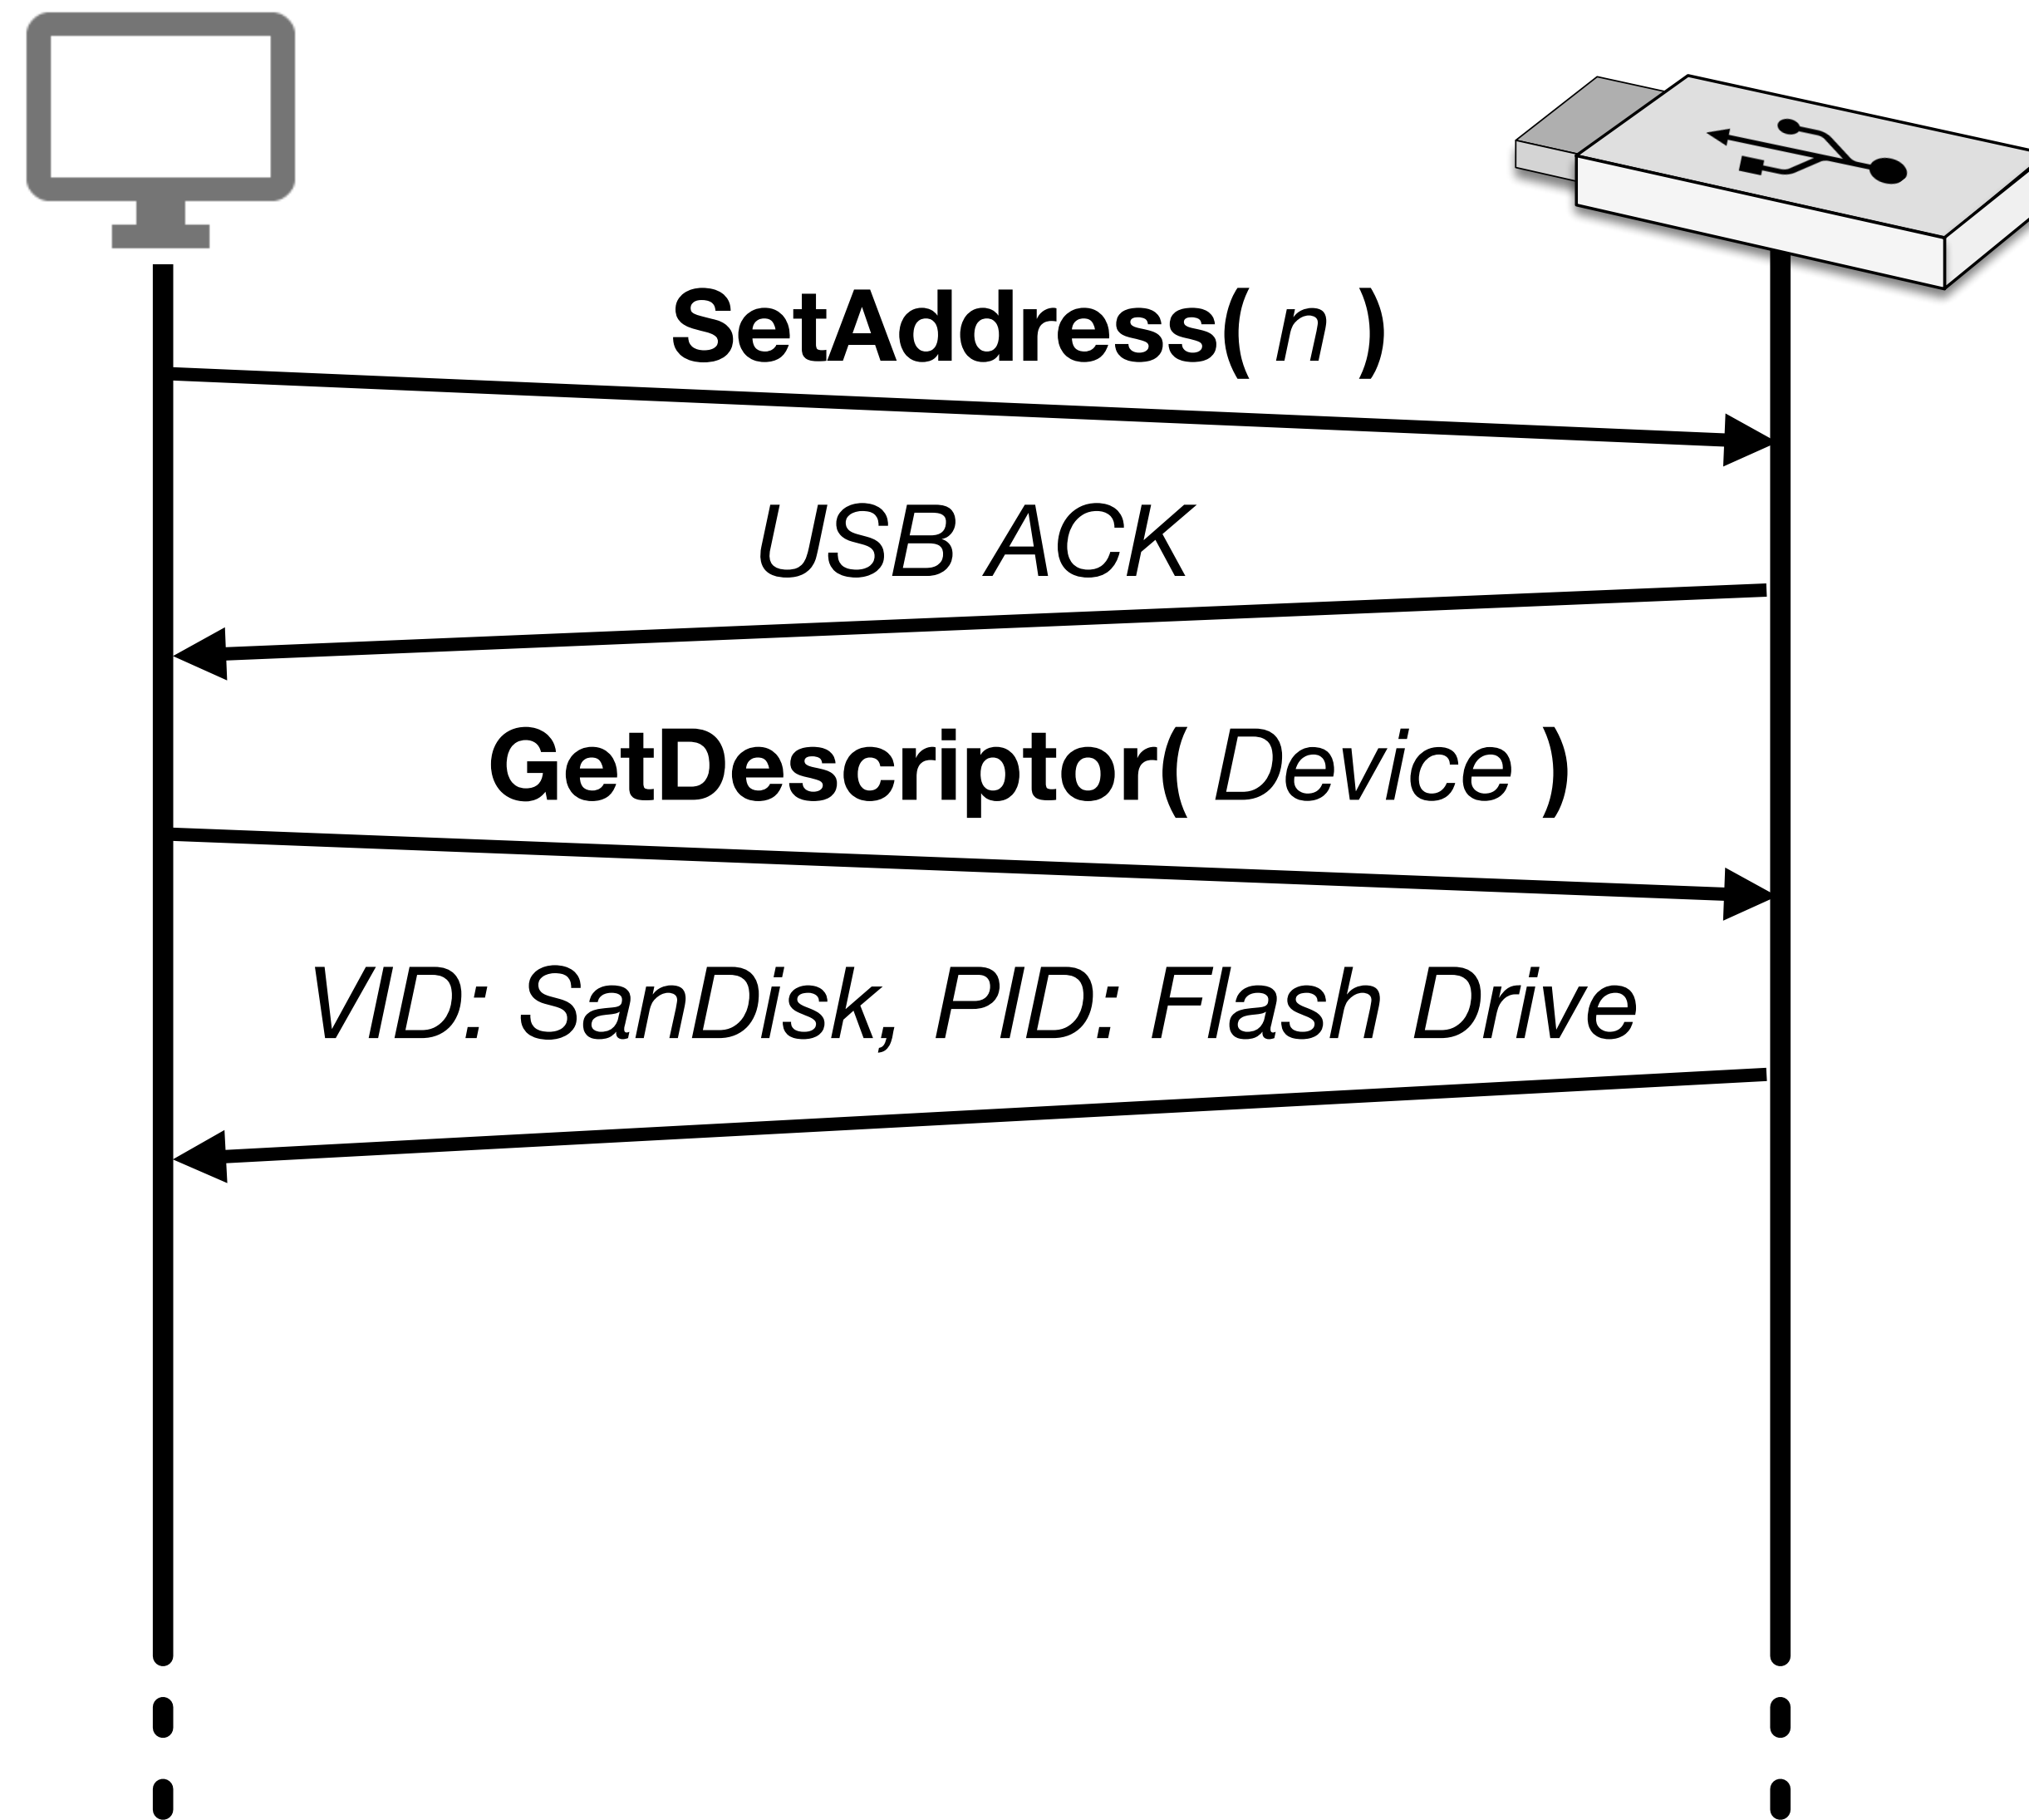 SetAddress( n )
USB ACK
GetDescriptor( Device )
VID: SanDisk, PID: Flash Drive